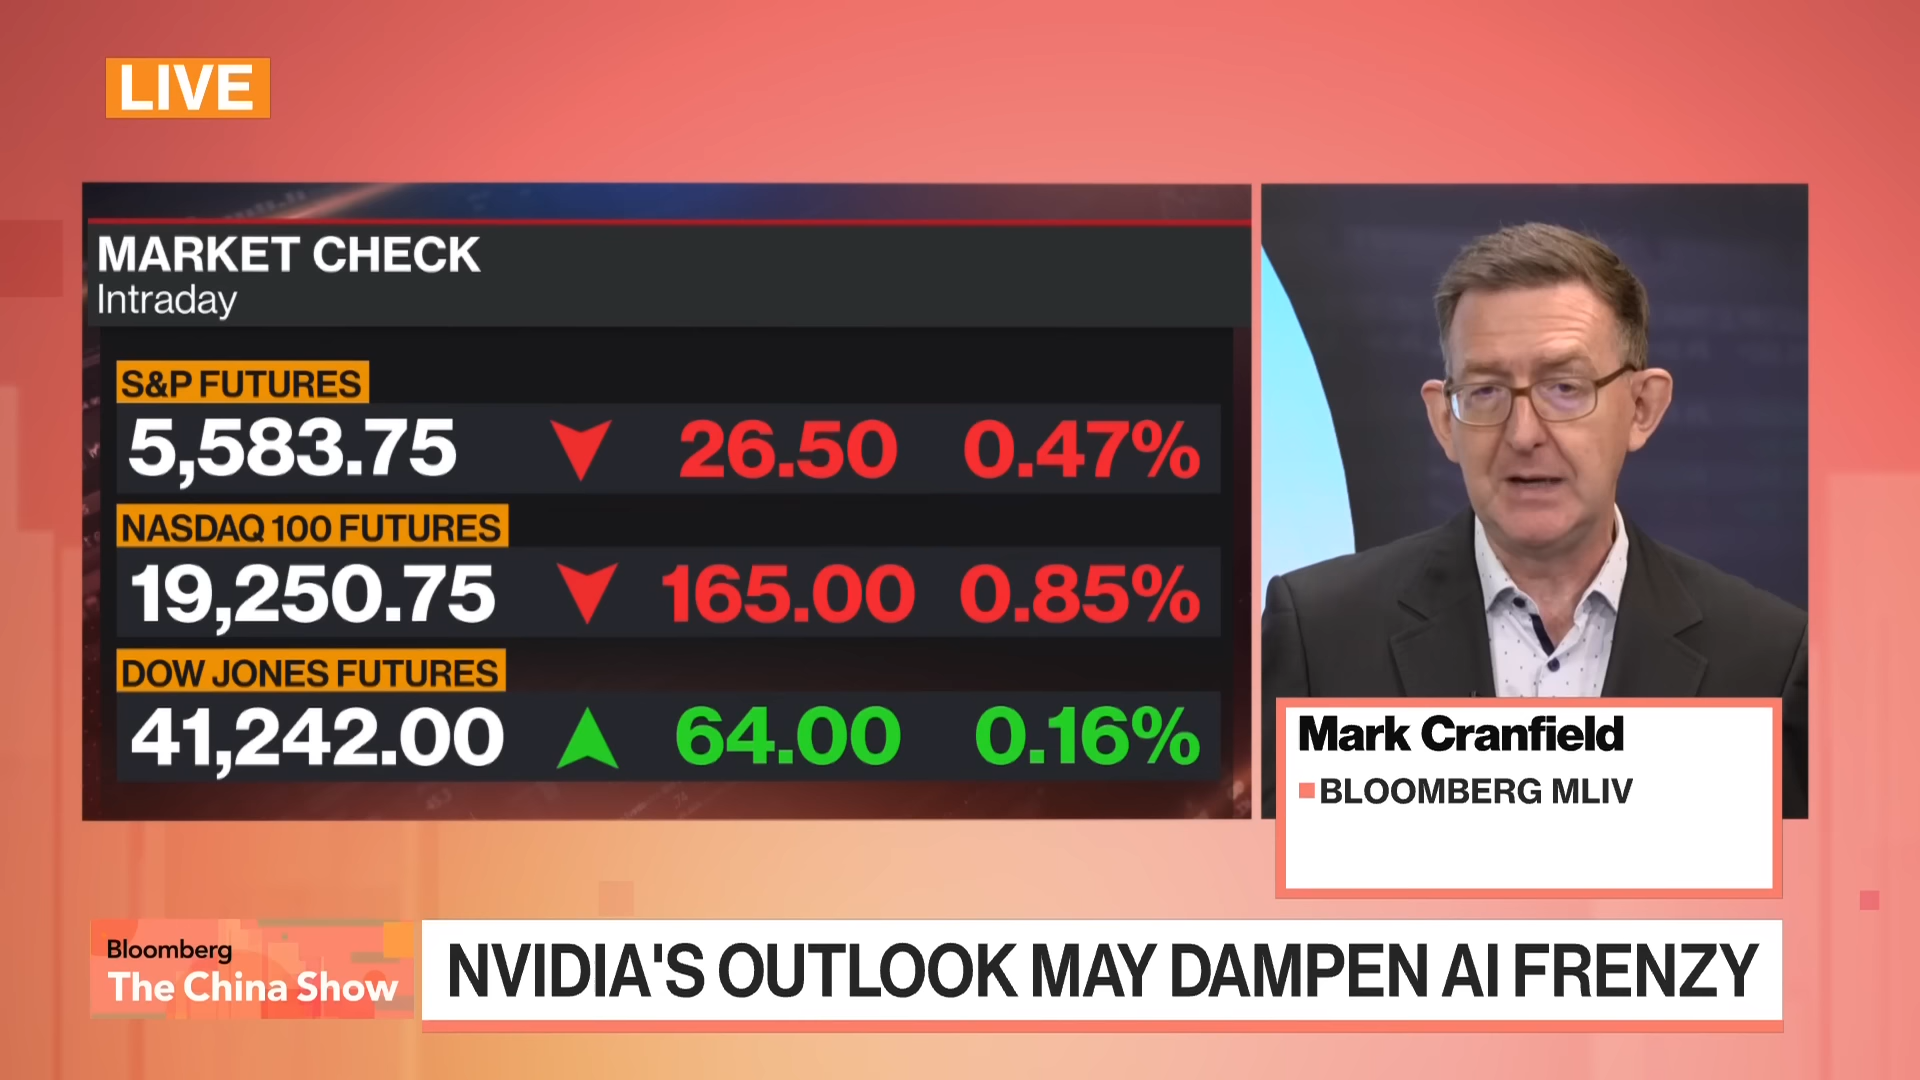 LIVE
MARKET CHECK
Intraday
S&P FUTURES
5,583.75 ▼ 26.50 0.47%
NASDAQ 100 FUTURES
19,250.75 ▼ 165.00 0.85%
DOW JONES FUTURES
41,242.00 ▲ 64.00 0.16%
Mark Cranfield
BLOOMBERG MLIV
Bloomberg
The China Show
NVIDIA'S OUTLOOK MAY DAMPEN AI FRENZY